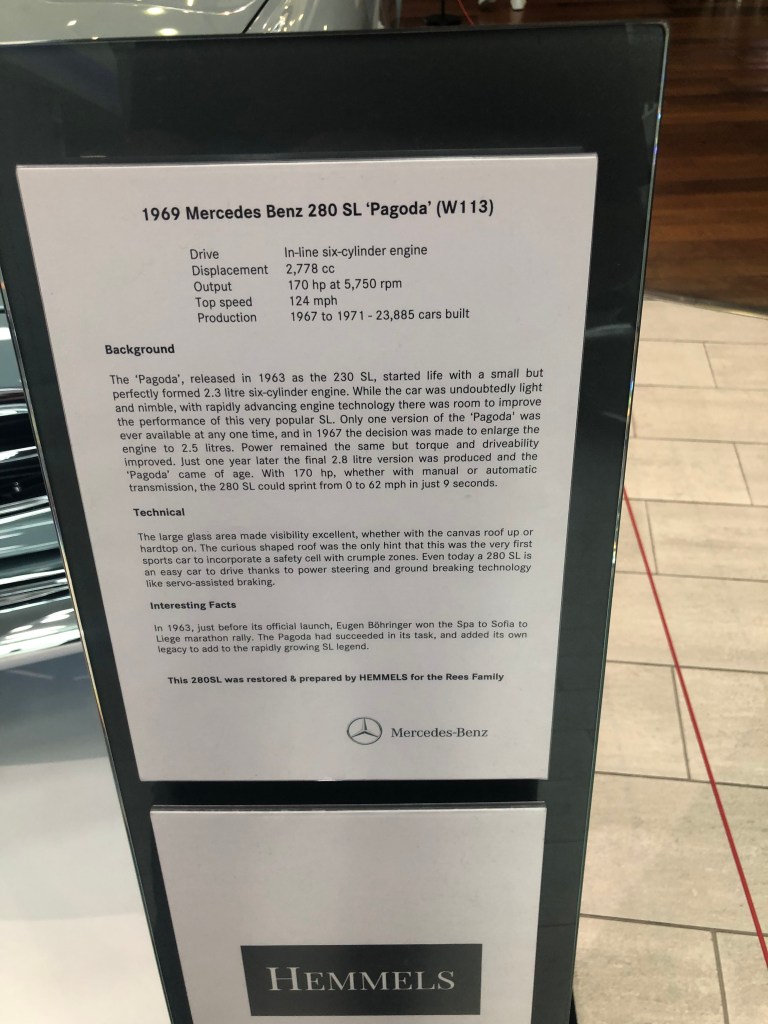 1969 Mercedes Benz 280 SL ‘Pagoda’ (W113)
Drive In-line six-cylinder engine
Displacement 2,778 cc
Output 170 hp at 5,750 rpm
Top speed 124 mph
Production 1967 to 1971 - 23,885 cars built
Background
The ‘Pagoda’, released in 1963 as the 230 SL, started life with a small but
perfectly formed 2.3 litre six-cylinder engine. While the car was undoubtedly light
and nimble, with rapidly advancing engine technology there was room to improve
the performance of this very popular SL. Only one version of the ‘Pagoda’ was
ever available at any one time, and in 1967 the decision was made to enlarge the
engine to 2.5 litres. Power remained the same but torque and driveability
improved. Just one year later the final 2.8 litre version was produced and the
‘Pagoda’ came of age. With 170 hp, whether with manual or automatic
transmission, the 280 SL could sprint from 0 to 62 mph in just 9 seconds.
Technical
The large glass area made visibility excellent, whether with the canvas roof up or
hardtop on. The curious shaped roof was the only hint that this was the very first
sports car to incorporate a safety cell with crumple zones. Even today a 280 SL is
an easy car to drive thanks to power steering and ground breaking technology
like servo-assisted braking.
Interesting Facts
In 1963, just before its official launch, Eugen Böhringer won the Spa to Sofia to
Liege marathon rally. The Pagoda had succeeded in its task, and added its own
legacy to add to the rapidly growing SL legend.
This 280SL was restored & prepared by HEMMELS for the Rees Family
Mercedes-Benz
HEMMELS